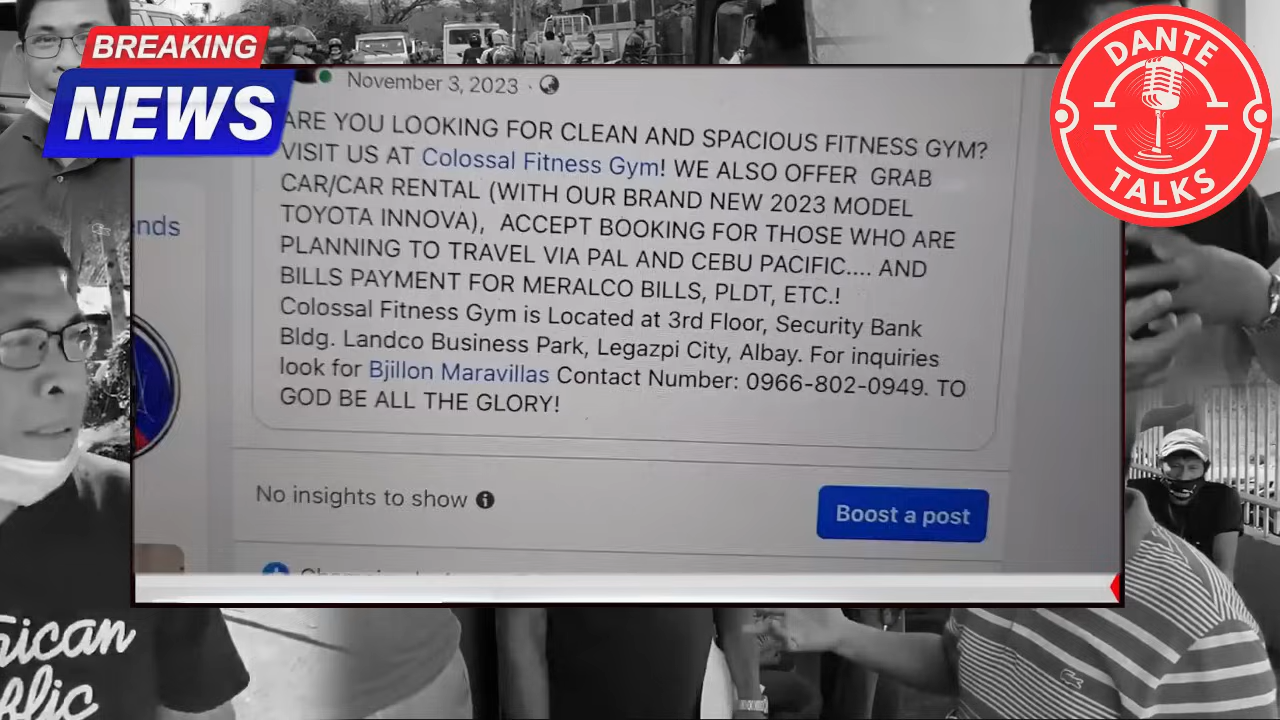 BREAKING
NEWS
DANTE
TALKS
November 3, 2023 ·
ARE YOU LOOKING FOR CLEAN AND SPACIOUS FITNESS GYM?
VISIT US AT Colossal Fitness Gym! WE ALSO OFFER GRAB
CAR/CAR RENTAL (WITH OUR BRAND NEW 2023 MODEL
TOYOTA INNOVA), ACCEPT BOOKING FOR THOSE WHO ARE
PLANNING TO TRAVEL VIA PAL AND CEBU PACIFIC.... AND
BILLS PAYMENT FOR MERALCO BILLS, PLDT, ETC.!
Colossal Fitness Gym is Located at 3rd Floor, Security Bank
Bldg. Landco Business Park, Legazpi City, Albay. For inquiries
look for Bjillon Maravillas Contact Number: 0966-802-0949. TO
GOD BE ALL THE GLORY!
ends
No insights to show
Boost a post
rican
blic